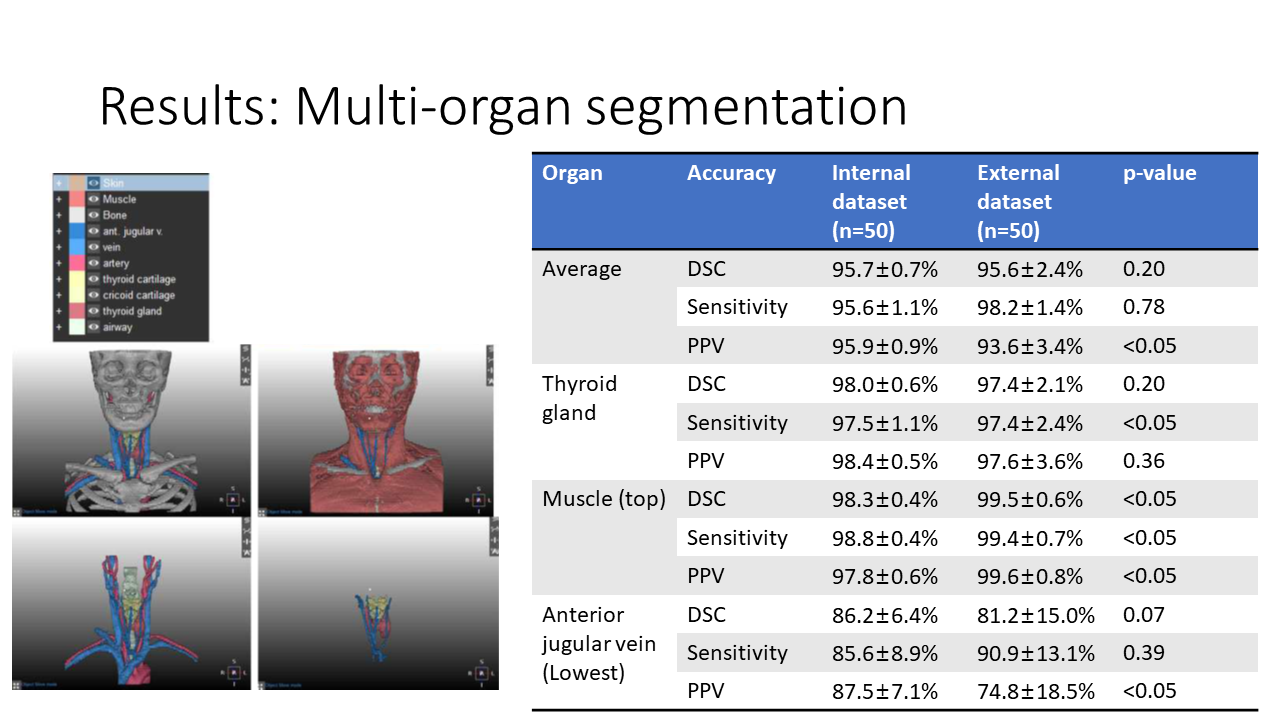 Results: Multi-organ segmentation
Skin
Muscle
Bone
ant. jugular v.
vein
artery
thyroid cartilage
cricoid cartilage
thyroid gland
airway
Organ Accuracy Internal dataset (n=50) External dataset (n=50) p-value
Average DSC 95.7±0.7% 95.6±2.4% 0.20
Sensitivity 95.6±1.1% 98.2±1.4% 0.78
PPV 95.9±0.9% 93.6±3.4% <0.05
Thyroid gland DSC 98.0±0.6% 97.4±2.1% 0.20
Sensitivity 97.5±1.1% 97.4±2.4% <0.05
PPV 98.4±0.5% 97.6±3.6% 0.36
Muscle (top) DSC 98.3±0.4% 99.5±0.6% <0.05
Sensitivity 98.8±0.4% 99.4±0.7% <0.05
PPV 97.8±0.6% 99.6±0.8% <0.05
Anterior jugular vein (Lowest) DSC 86.2±6.4% 81.2±15.0% 0.07
Sensitivity 85.6±8.9% 90.9±13.1% 0.39
PPV 87.5±7.1% 74.8±18.5% <0.05